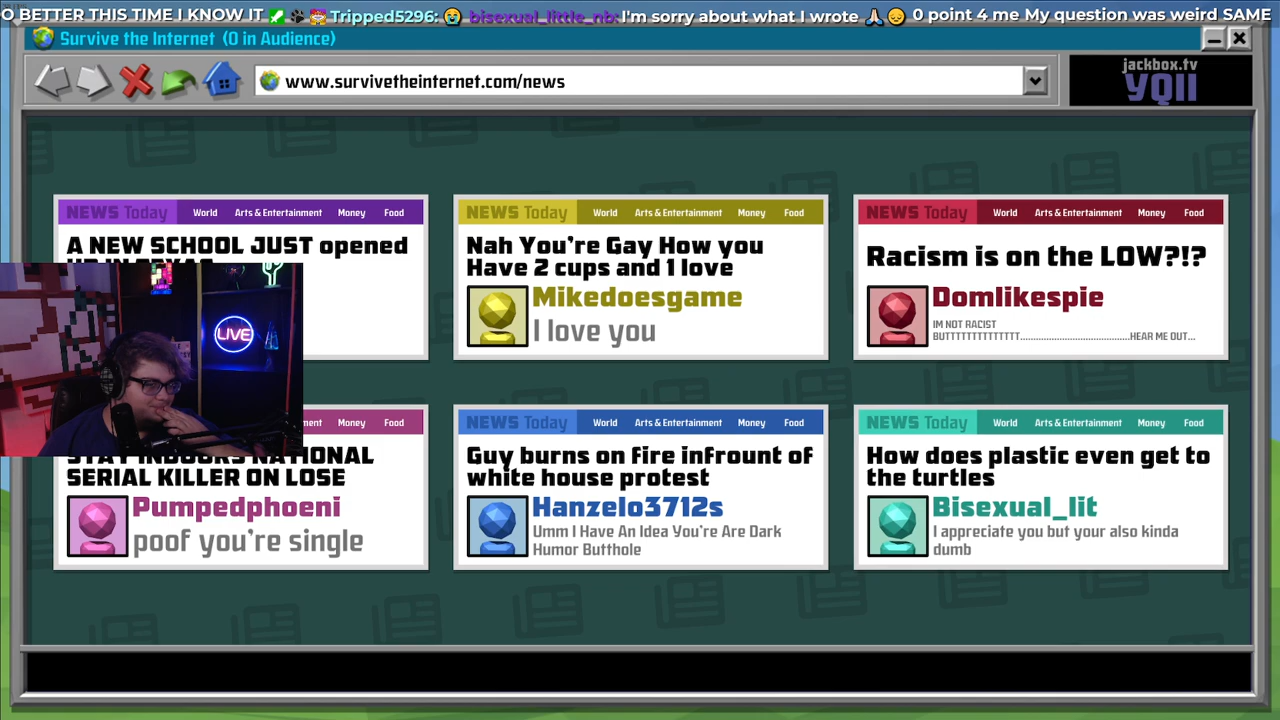 O BETTER THIS TIME I KNOW IT Tripped5296: bisexual_little_nb: I'm sorry about what I wrote 0 point 4 me My question was weird SAME
Survive the Internet (0 in Audience)
www.survivetheinternet.com/news
jackbox.tv
YQII
NEWS Today World Arts & Entertainment Money Food
A NEW SCHOOL JUST opened
NEWS Today World Arts & Entertainment Money Food
Nah You're Gay How you
Have 2 cups and 1 love
Mikedoesgame
I love you
NEWS Today World Arts & Entertainment Money Food
Racism is on the LOW?!?
Domlikespie
IM NOT RACIST
BUTTTTTTTTTTTTT..........................................HEAR ME OUT...
LIVE
Money Food
STAY INDOORS NATIONAL
SERIAL KILLER ON LOSE
Pumpedphoeni
poof you're single
NEWS Today World Arts & Entertainment Money Food
Guy burns on fire infrount of
white house protest
Hanzelo3712s
Umm I Have An Idea You're Are Dark
Humor Butthole
NEWS Today World Arts & Entertainment Money Food
How does plastic even get to
the turtles
Bisexual_lit
I appreciate you but your also kinda
dumb